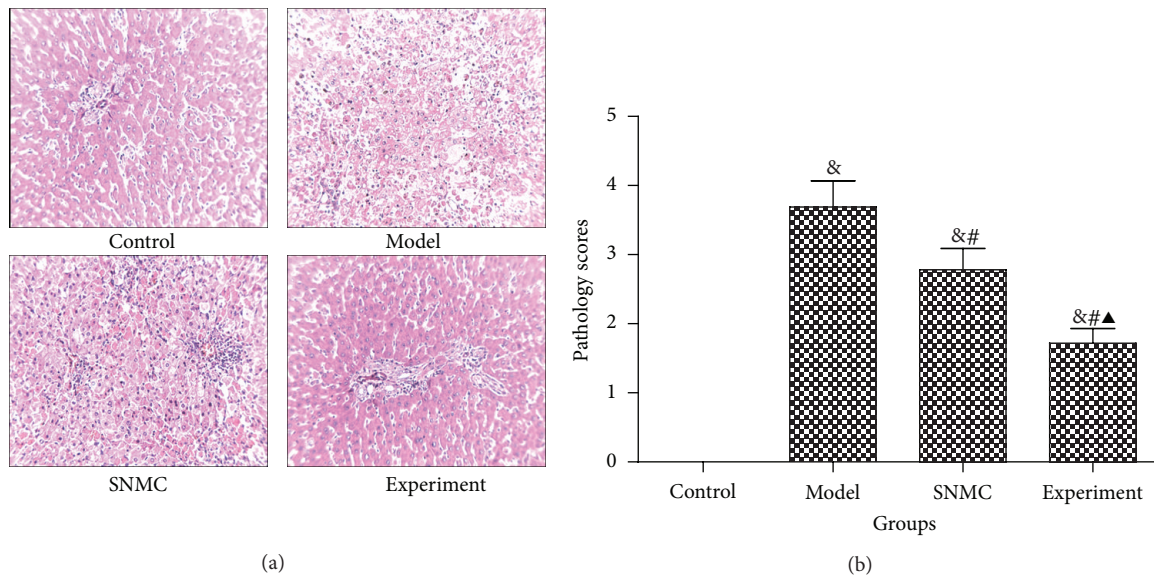 Control
Model
SNMC
Experiment
(a)
Pathology scores
5
4
3
2
1
0
&
&#
&#▲
Control
Model
SNMC
Experiment
Groups
(b)